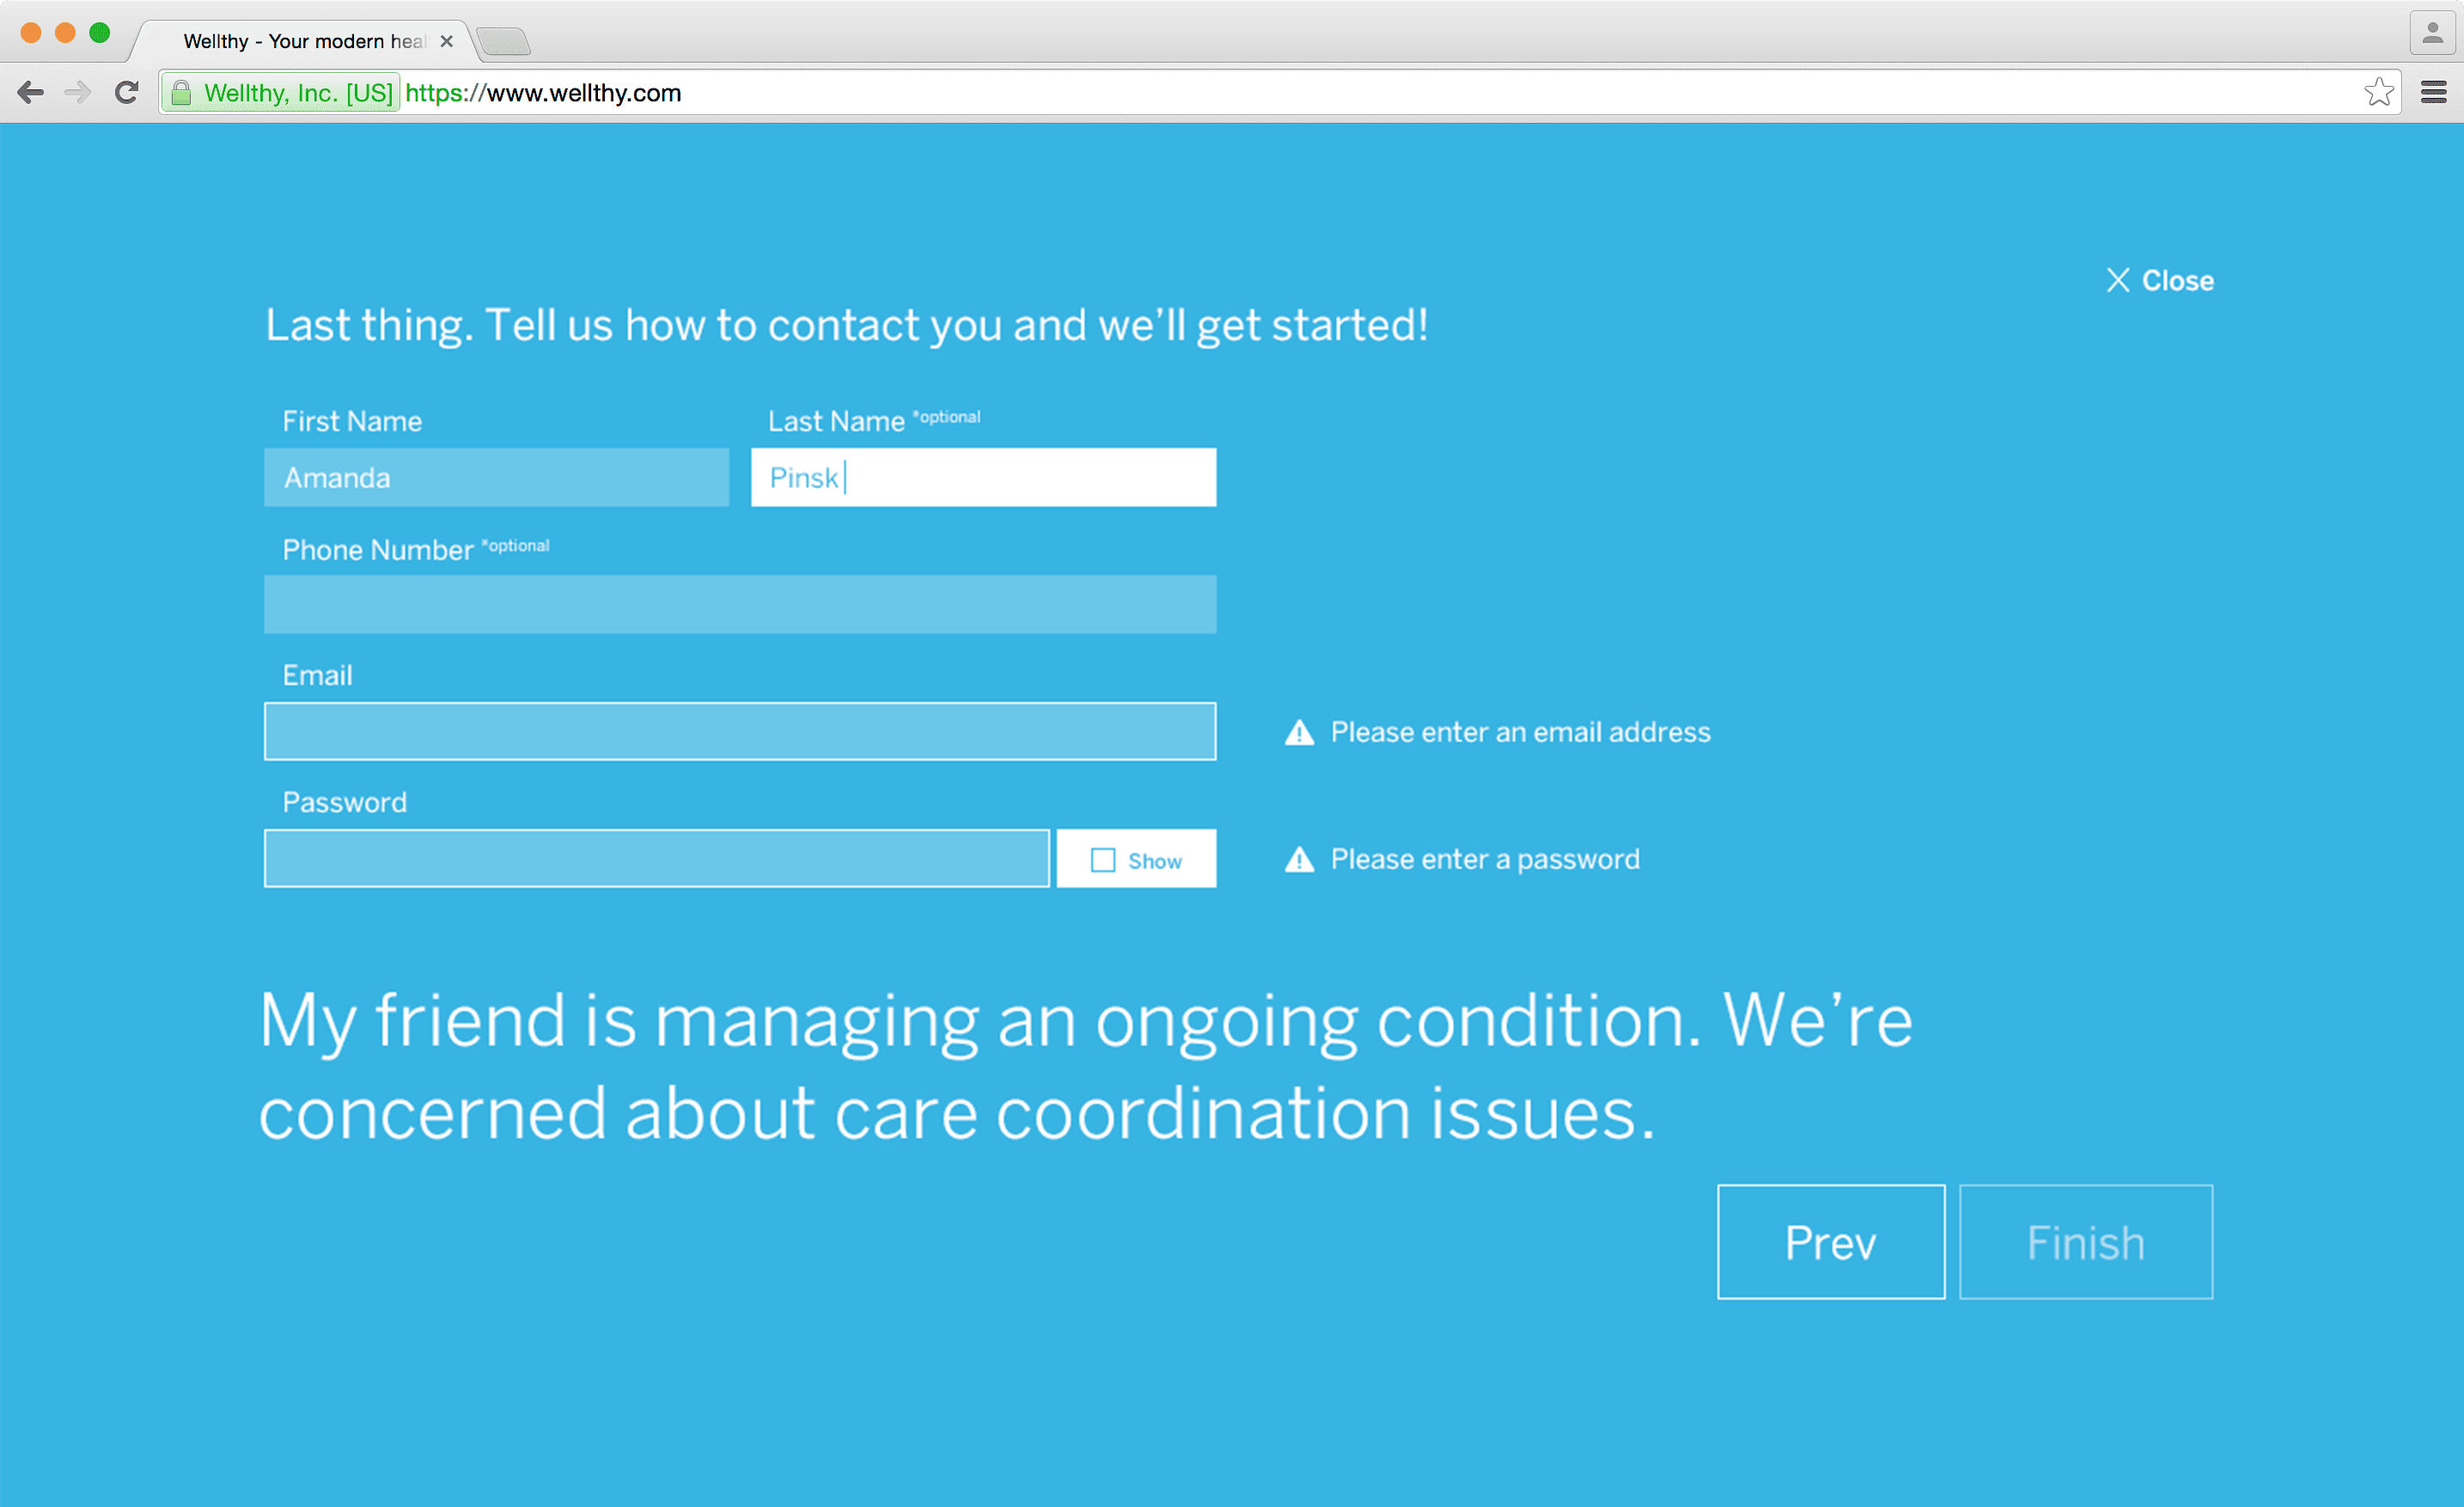 Wellthy - Your modern heal
Wellthy, Inc. [US] https://www.wellthy.com
Close
Last thing. Tell us how to contact you and we’ll get started!
First Name
Last Name *optional
Amanda
Pinsk
Phone Number *optional
Email
Please enter an email address
Password
Show
Please enter a password
My friend is managing an ongoing condition. We’re
concerned about care coordination issues.
Prev
Finish